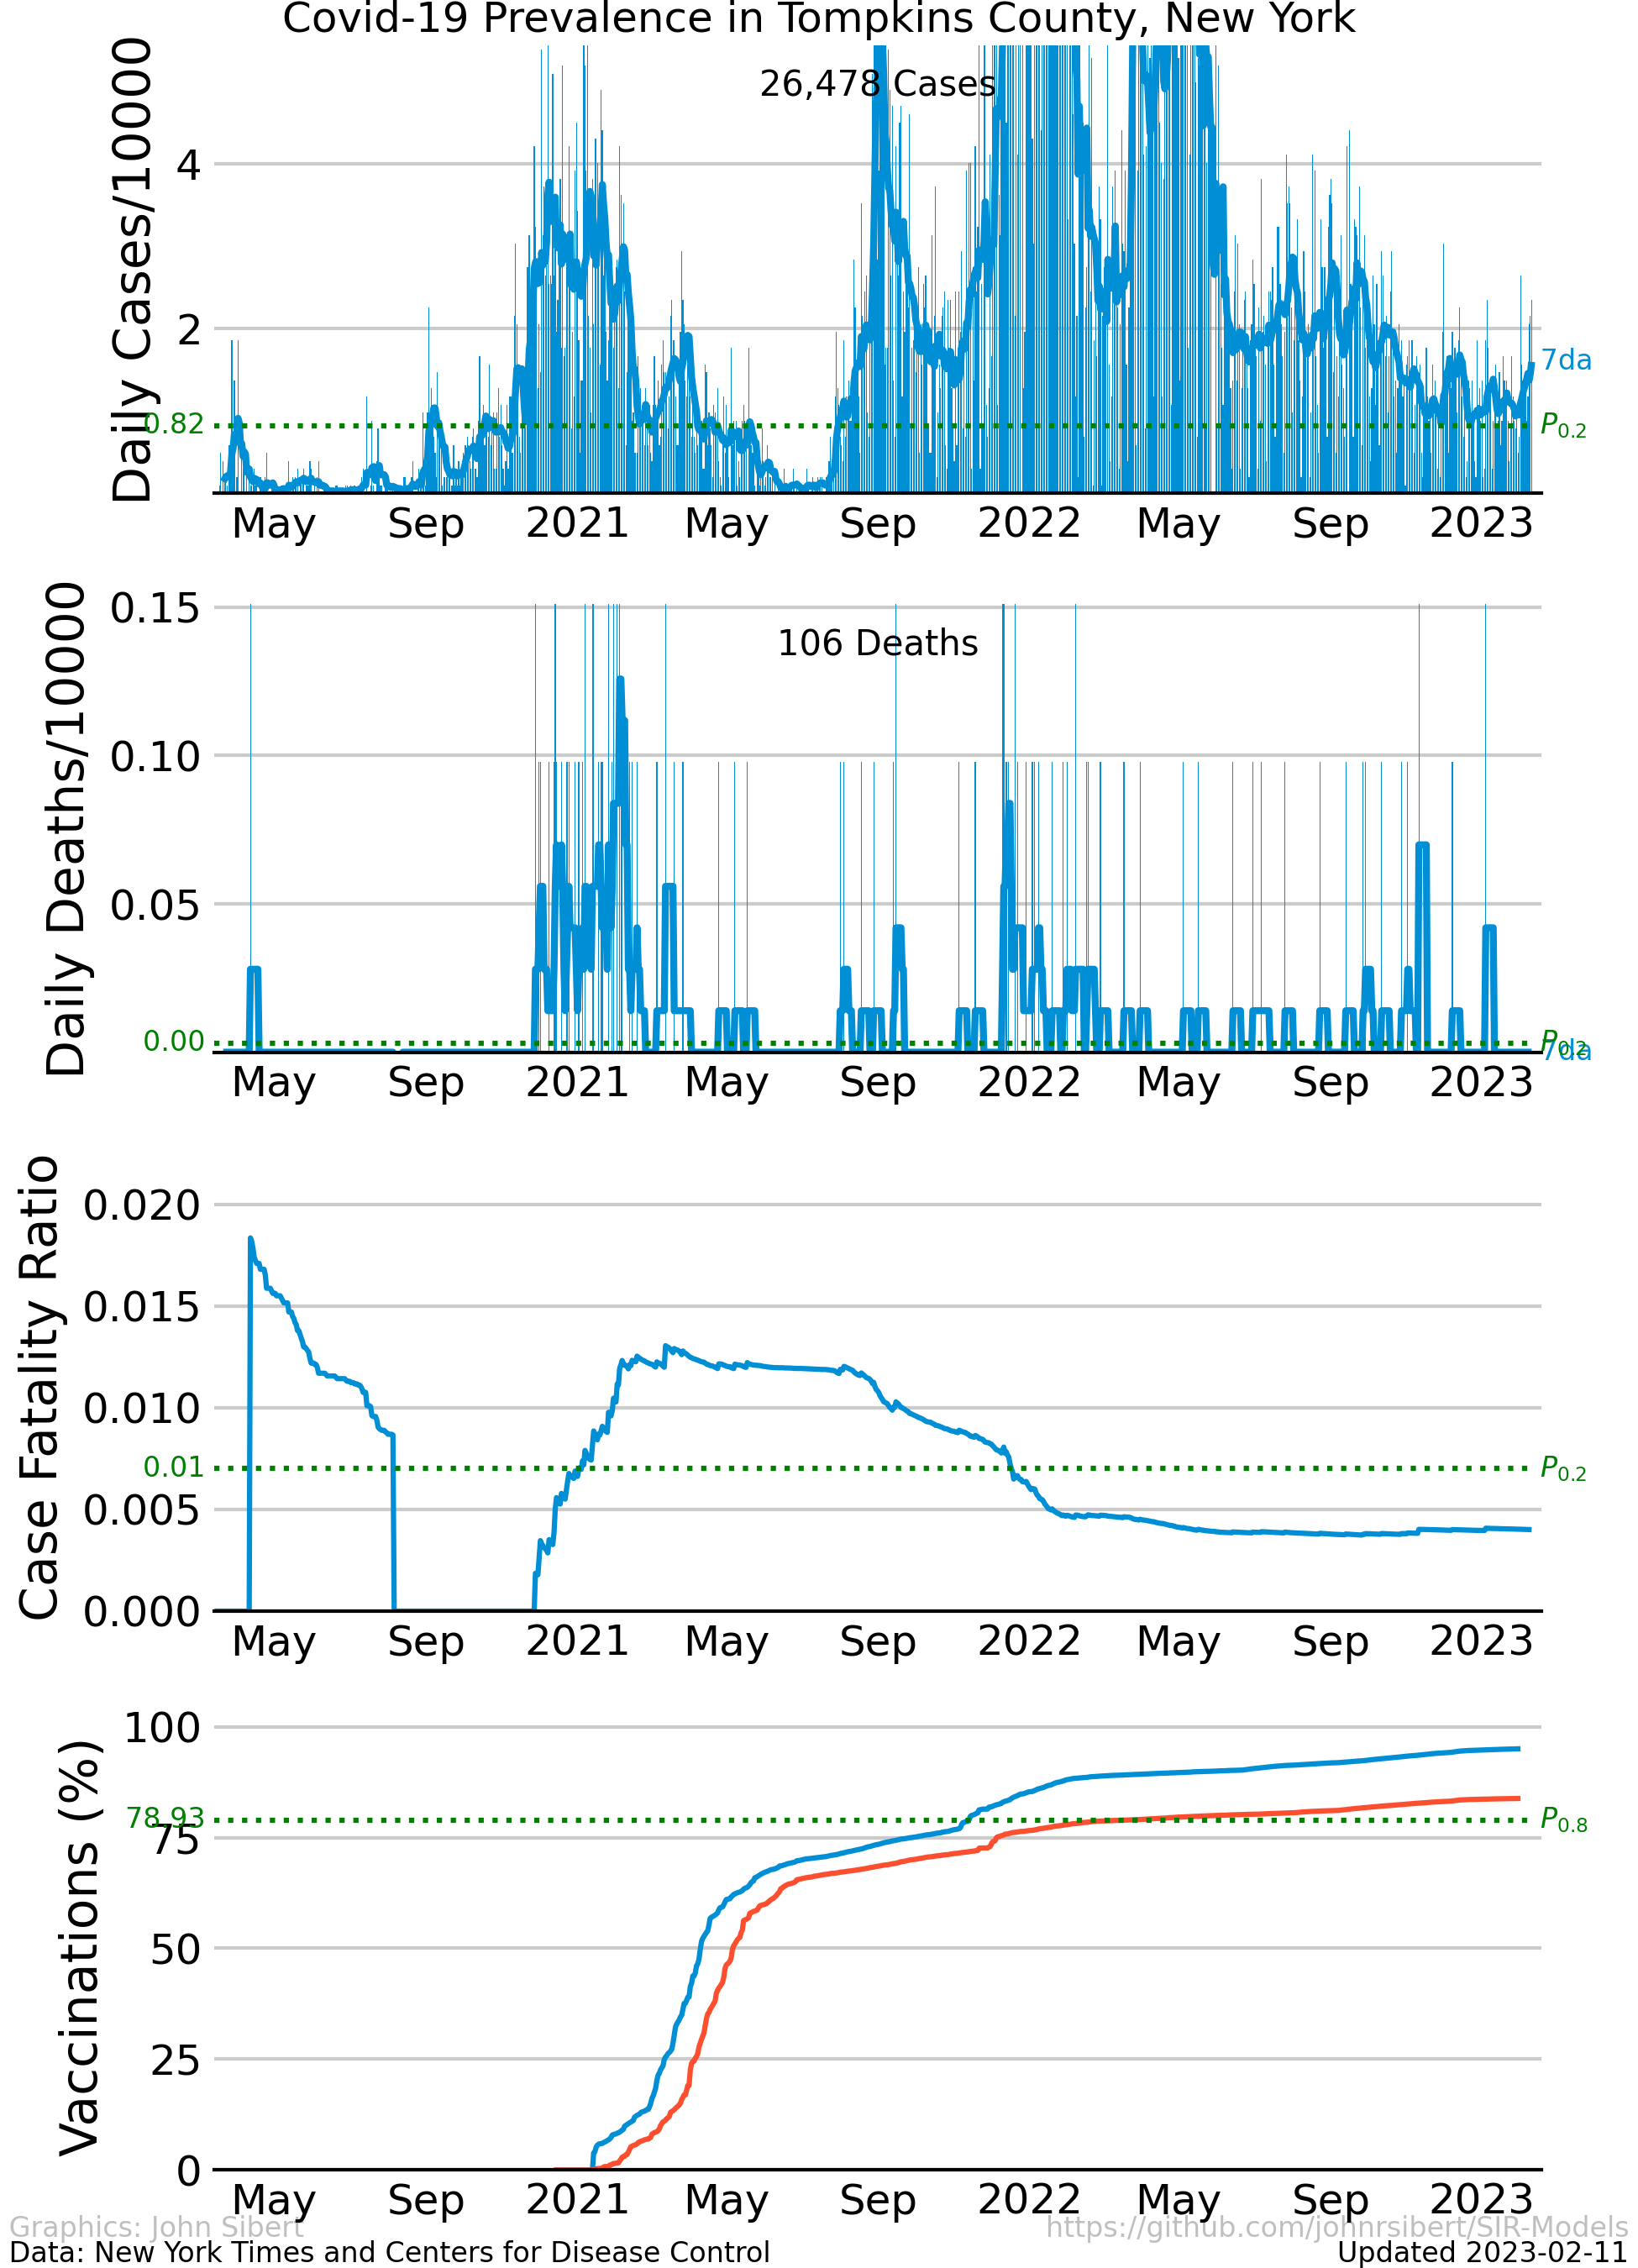 Covid-19 Prevalence in Tompkins County, New York
Daily Cases/10000
26,478 Cases
4
2
0.82
7da
P0.2
May Sep 2021 May Sep 2022 May Sep 2023
Daily Deaths/10000
106 Deaths
0.15
0.10
0.05
0.00
P0.2
7da
May Sep 2021 May Sep 2022 May Sep 2023
Case Fatality Ratio
0.020
0.015
0.010
0.01
P0.2
0.005
0.000
May Sep 2021 May Sep 2022 May Sep 2023
Vaccinations (%)
100
78.93
P0.8
75
50
25
0
May Sep 2021 May Sep 2022 May Sep 2023
Graphics: John Sibert
https://github.com/johnrsibert/SIR-Models
Data: New York Times and Centers for Disease Control
Updated 2023-02-11